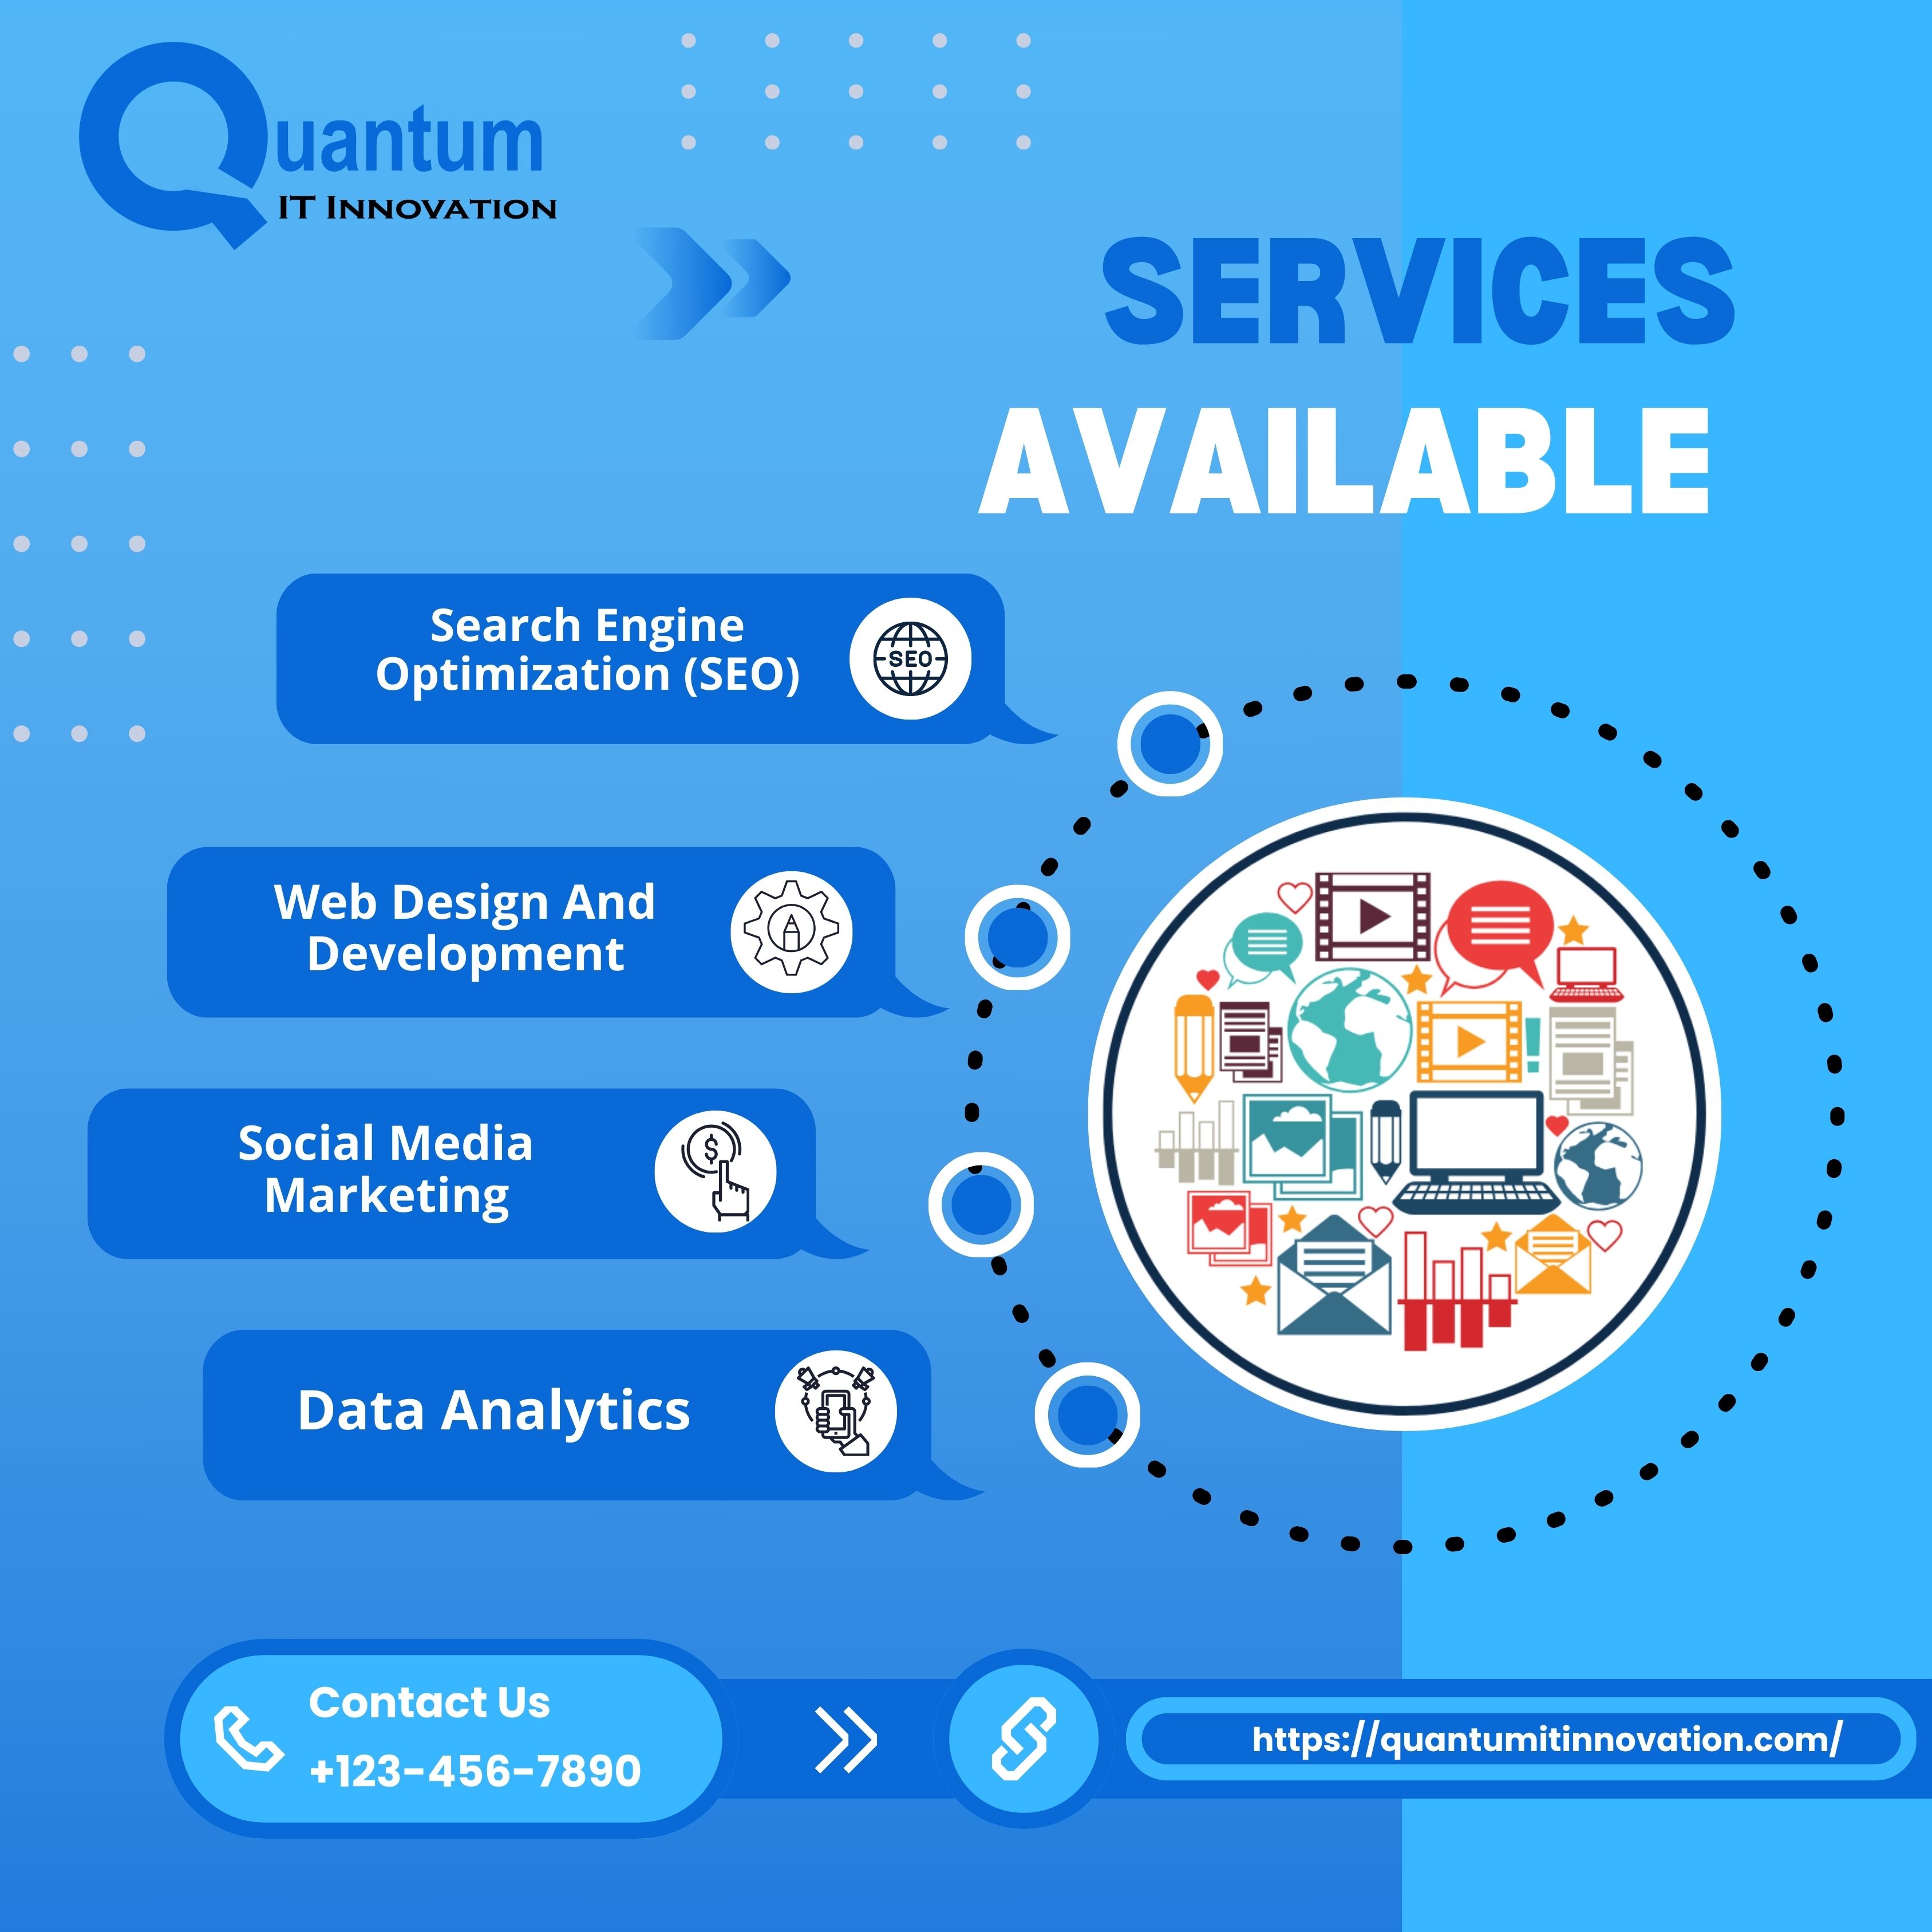 Quantum
IT Innovation
SERVICES
AVAILABLE
Search Engine
Optimization (SEO)
SEO
Web Design And
Development
Social Media
Marketing
$
Data Analytics
Contact Us
+123-456-7890
https://quantumitinnovation.com/